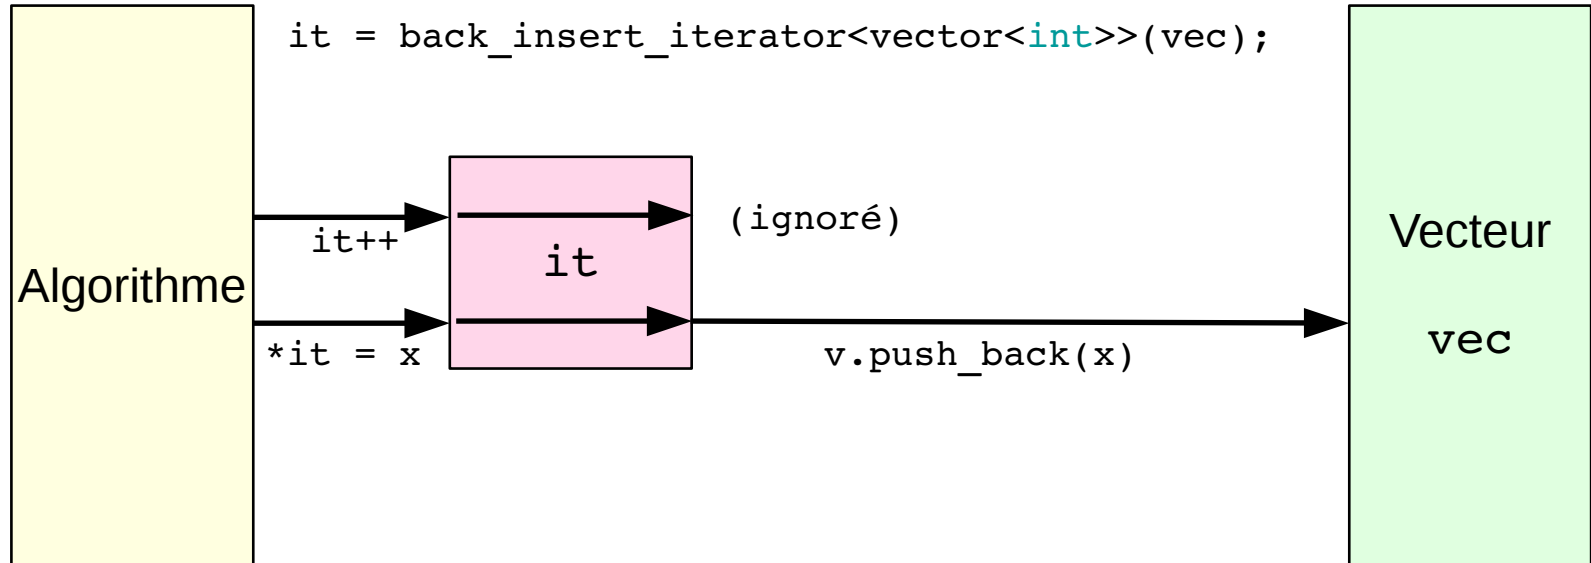 it = back_insert_iterator<vector<int>>(vec);
Algorithme
it++
*it = x
it
(ignoré)
v.push_back(x)
Vecteur
vec